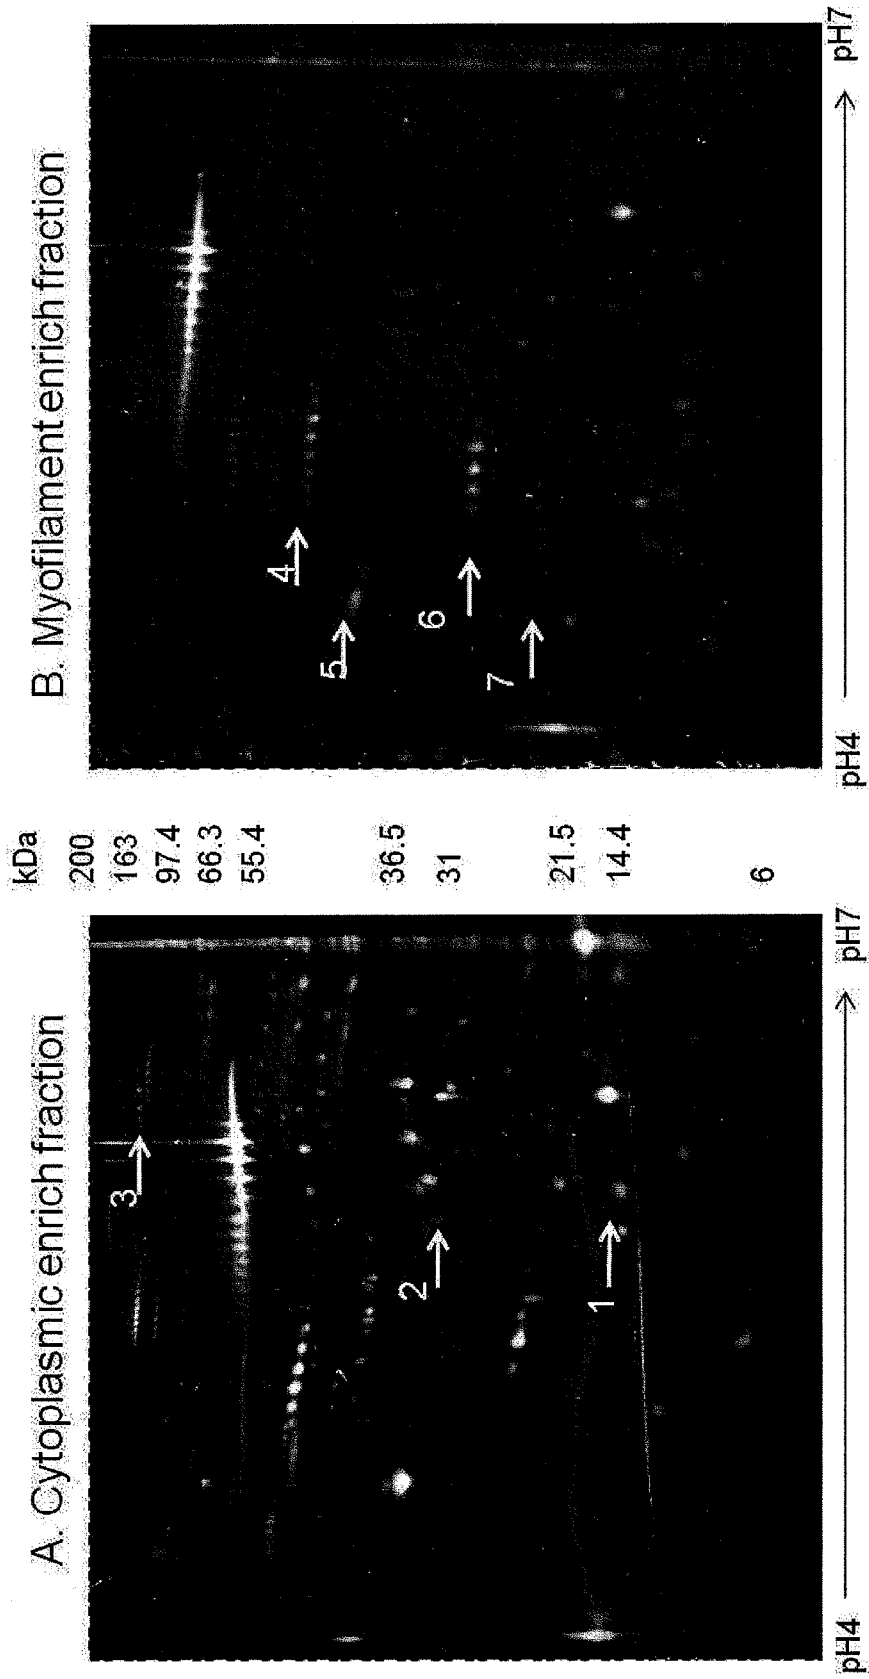 A. Cytoplasmic enrich fraction
3
2
1
pH4
pH7
kDa
200
163
97.4
66.3
55.4
36.5
31
21.5
14.4
6
B. Myofilament enrich fraction
4
5
6
7
pH4
pH7